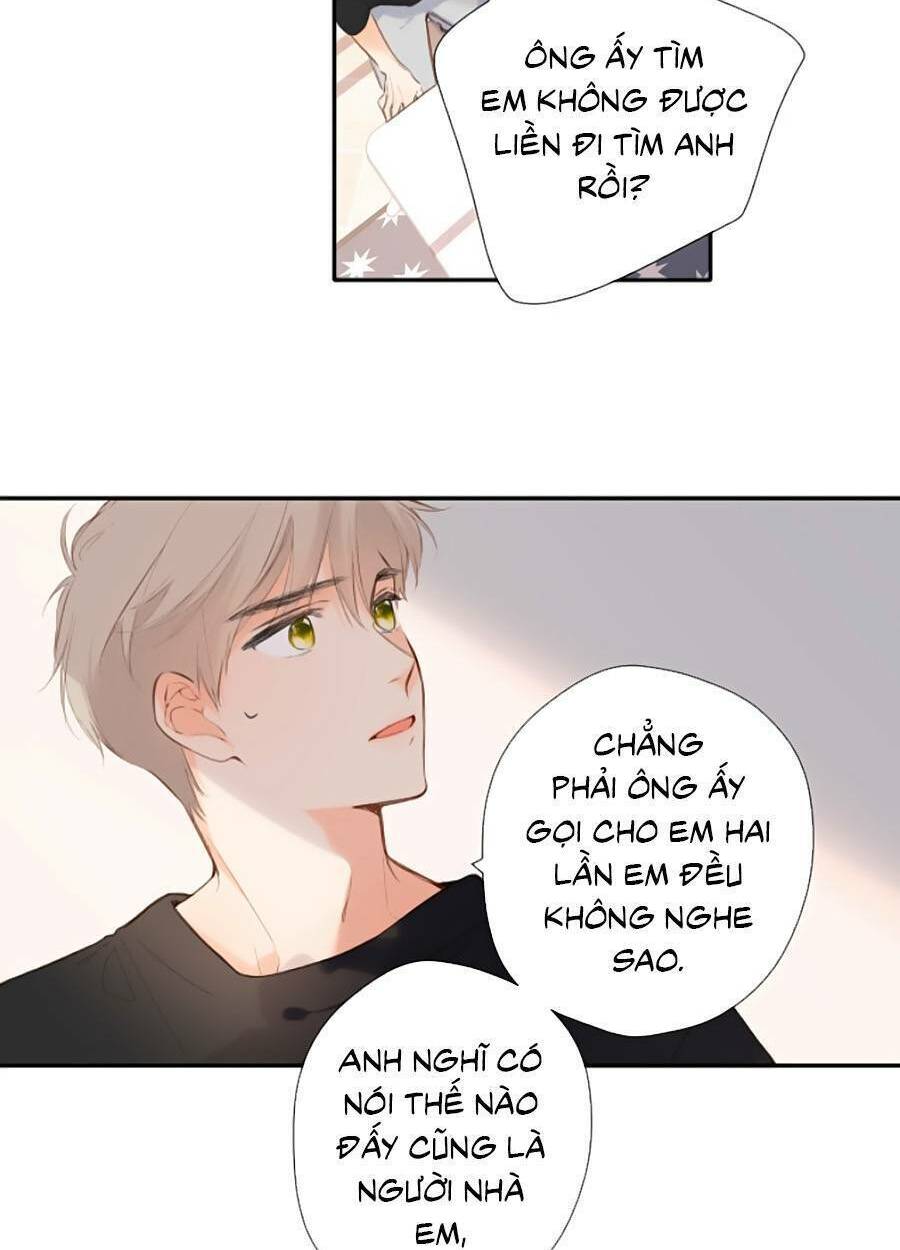 ÔNG ẤY TÌM
EM KHÔNG ĐƯỢC
LIỀN ĐI TÌM ANH
RỒI?
CHẲNG
PHẢI ÔNG ẤY
GỌI CHO EM HAI
LẦN EM ĐỀU
KHÔNG NGHE
SAO.
ANH NGHĨ CÓ
NÓI THẾ NÀO
ĐẤY CŨNG LÀ
NGƯỜI NHÀ
EM,